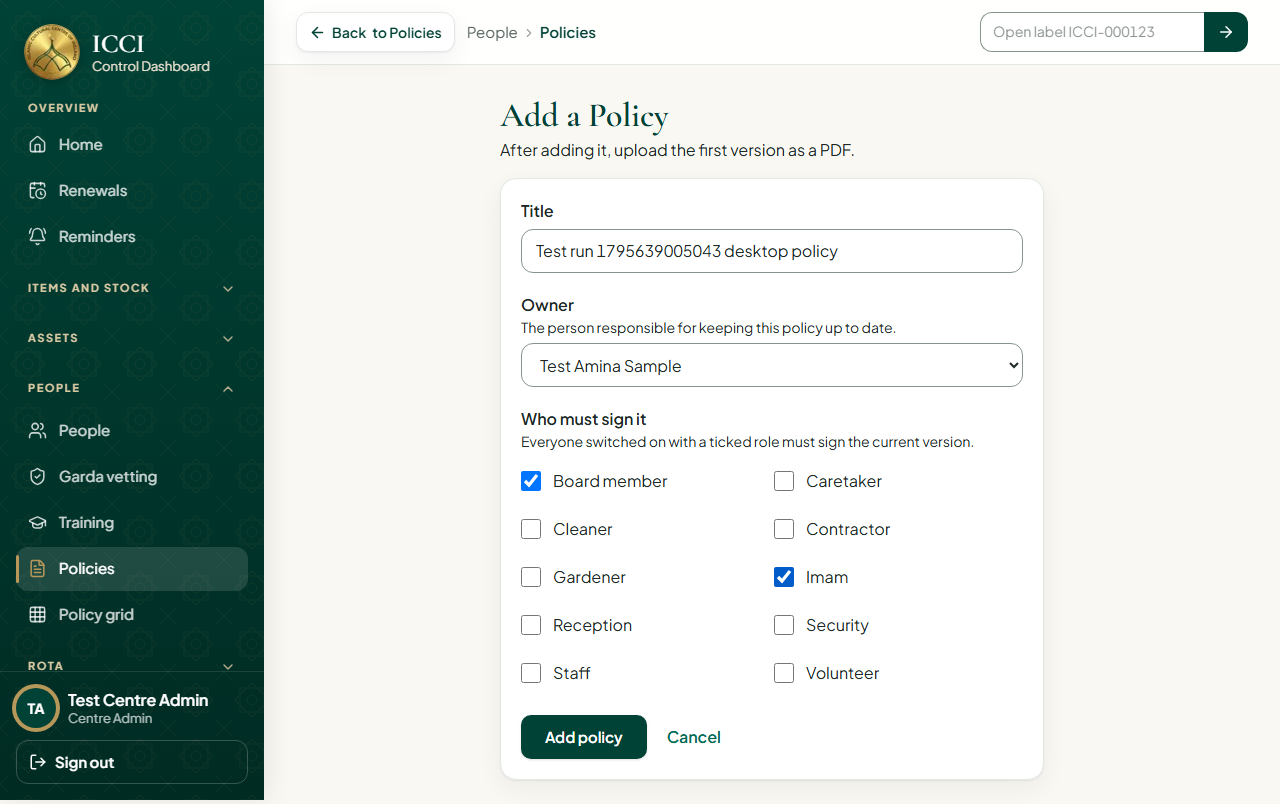 ICCI
Control Dashboard
OVERVIEW
Home
Renewals
Reminders
ITEMS AND STOCK
ASSETS
PEOPLE
People
Garda vetting
Training
Policies
Policy grid
ROTA
TA
Test Centre Admin
Centre Admin
Sign out
Back to Policies
People > Policies
Open label ICCI-000123
Add a Policy
After adding it, upload the first version as a PDF.
Title
Test run 1795639005043 desktop policy
Owner
The person responsible for keeping this policy up to date.
Test Amina Sample
Who must sign it
Everyone switched on with a ticked role must sign the current version.
Board member
Caretaker
Cleaner
Contractor
Gardener
Imam
Reception
Security
Staff
Volunteer
Add policy
Cancel